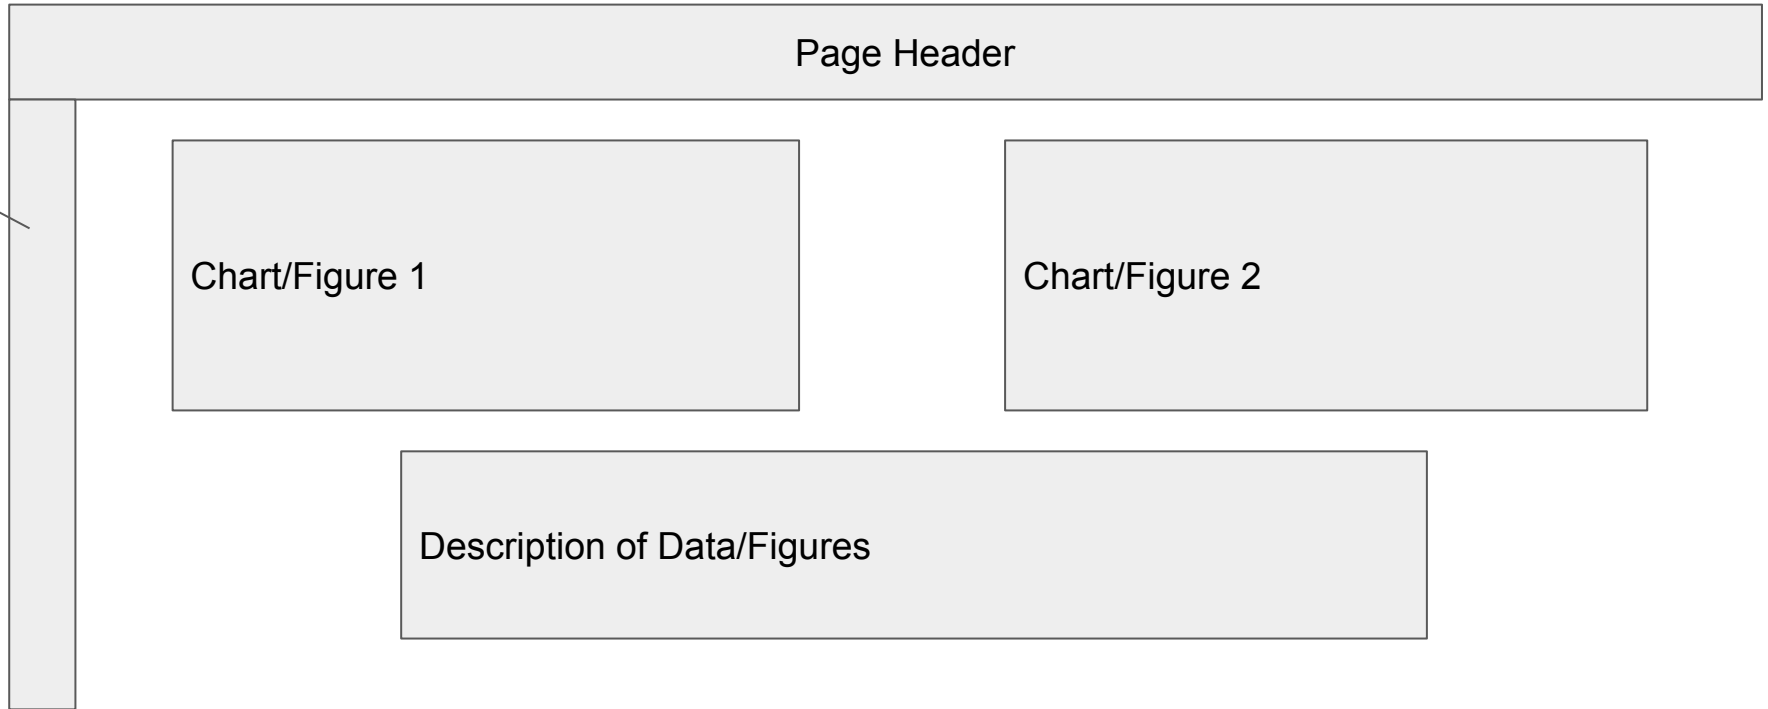 Page Header
Chart/Figure 1
Chart/Figure 2
Description of Data/Figures